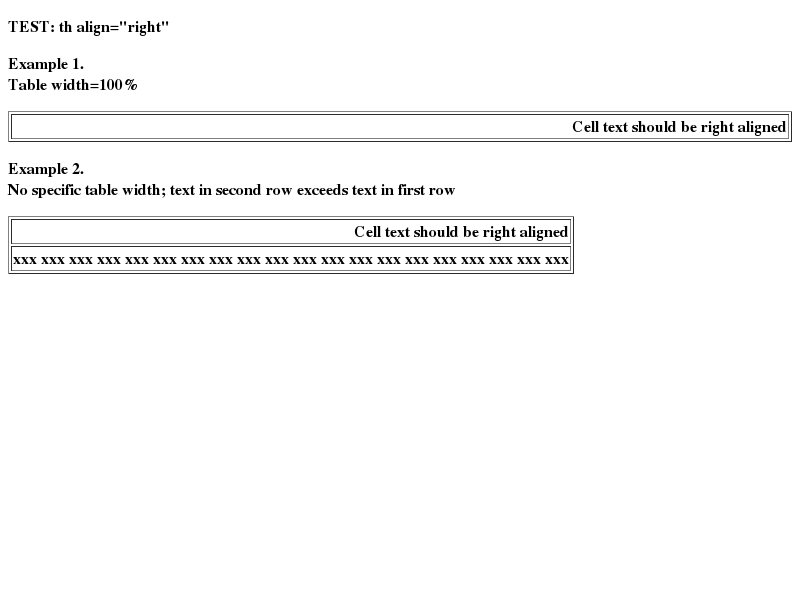 TEST: th align="right"
Example 1.
Table width=100%
Cell text should be right aligned
Example 2.
No specific table width; text in second row exceeds text in first row
Cell text should be right aligned
xxx xxx xxx xxx xxx xxx xxx xxx xxx xxx xxx xxx xxx xxx xxx xxx xxx xxx xxx xxx